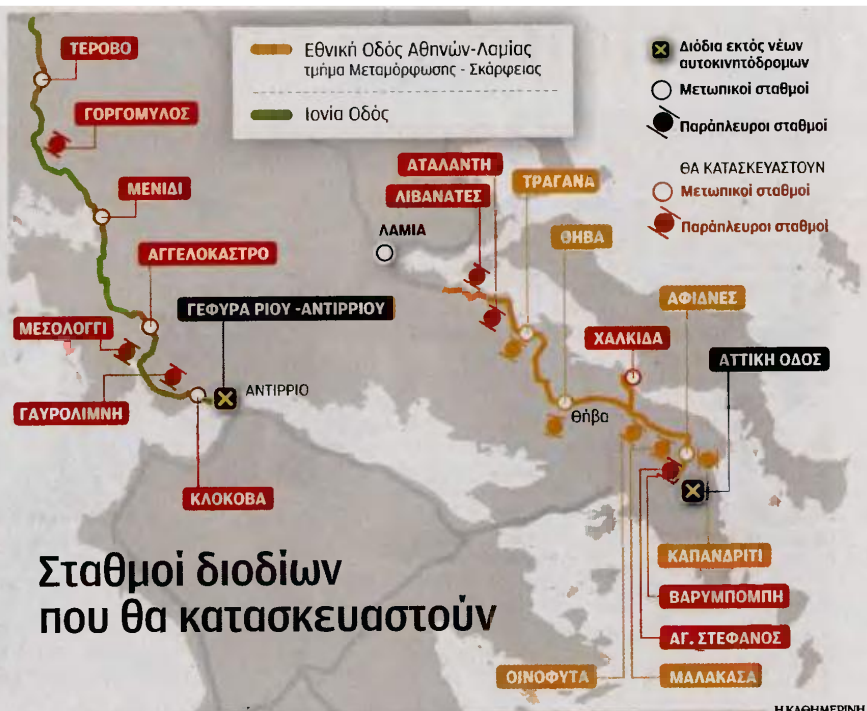 ΤΕΡΟΒΟ
ΓΟΡΓΟΜΥΛΟΣ
ΜΕΝΙΔΙ
ΑΓΓΕΛΟΚΑΣΤΡΟ
ΓΕΦΥΡΑ ΡΙΟΥ -ΑΝΤΙΡΡΙΟΥ
ΜΕΣΟΛΟΓΓΙ
ΓΑΥΡΟΛΙΜΝΗ
ΑΝΤΙΡΡΙΟ
ΚΛΟΚΟΒΑ
Εθνική Οδός Αθηνών-Λαμίας
τμήμα Μεταμόρφωσης - Σκάρφειας
Ιονία Οδός
Διόδια εκτός νέων
αυτοκινητόδρομων
Μετωπικοί σταθμοί
Παράπλευροι σταθμοί
ΘΑ ΚΑΤΑΣΚΕΥΑΣΤΟΥΝ
Μετωπικοί σταθμοί
Παράπλευροι σταθμοί
ΑΤΑΛΑΝΤΗ
ΛΙΒΑΝΑΤΕΣ
ΤΡΑΓΑΝΑ
ΛΑΜΙΑ
ΘΗΒΑ
ΑΦΙΔΝΕΣ
ΧΑΛΚΙΔΑ
ΑΤΤΙΚΗ ΟΔΟΣ
Θήβα
ΚΑΠΑΝΔΡΙΤΙ
ΒΑΡΥΜΠΟΜΠΗ
ΑΓ. ΣΤΕΦΑΝΟΣ
ΟΙΝΟΦΥΤΑ
ΜΑΛΑΚΑΣΑ
Σταθμοί διοδίων
που θα κατασκευαστούν
Η ΚΑΘΗΜΕΡΙΝΗ